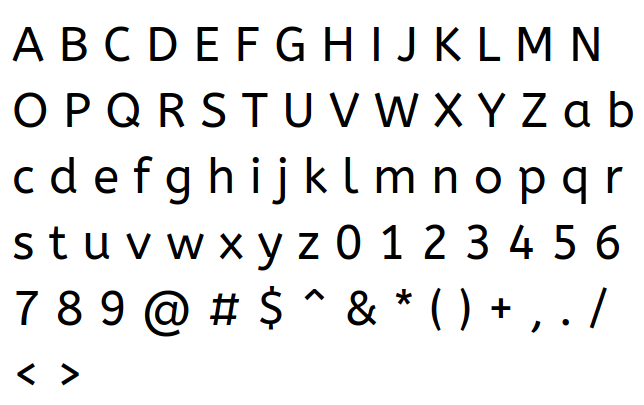 A B C D E F G H I J K L M N
O P Q R S T U V W X Y Z a b
c d e f g h i j k l m n o p q r
s t u v w x y z 0 1 2 3 4 5 6
7 8 9 @ # $ ^ & * ( ) + , . /
< >